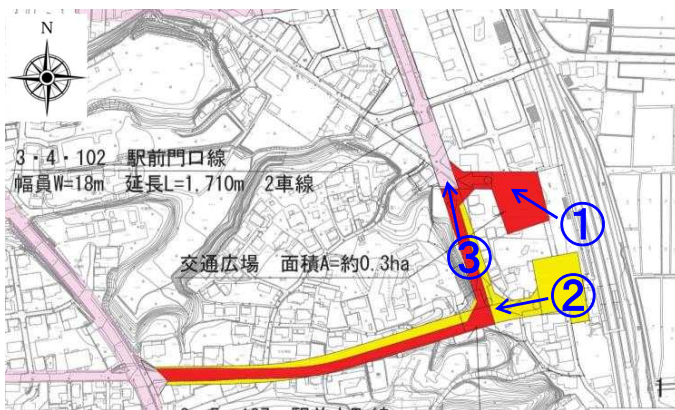 N
3・4・102 駅前門口線
幅員W=18m 延長L=1,710m 2車線
①
③
交通広場 面積A=約0.3ha
②
1